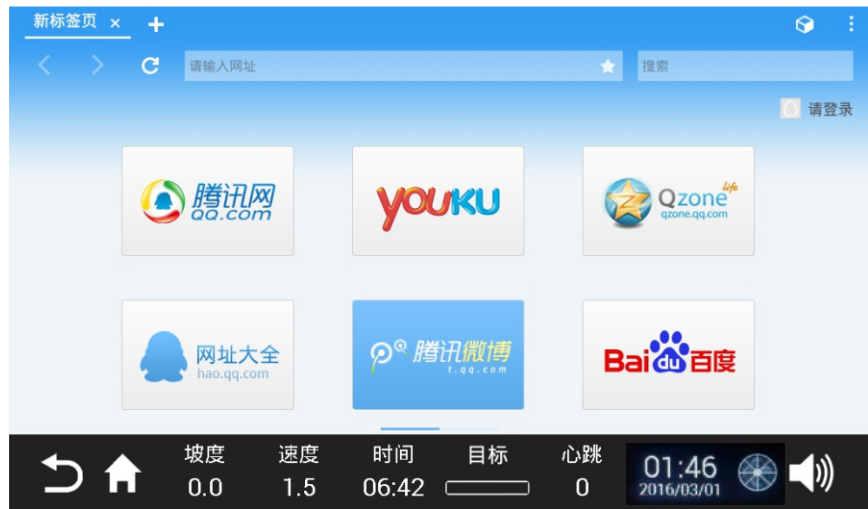 新标签页
请输入网址
搜索
请登录
腾讯网
qq.com
YOUKU
Qzone life
qzone.qq.com
网址大全
hao.qq.com
腾讯微博
t.qq.com
Bai du 百度
坡度 速度 时间 目标 心跳
0.0 1.5 06:42 0
01:46
2016/03/01